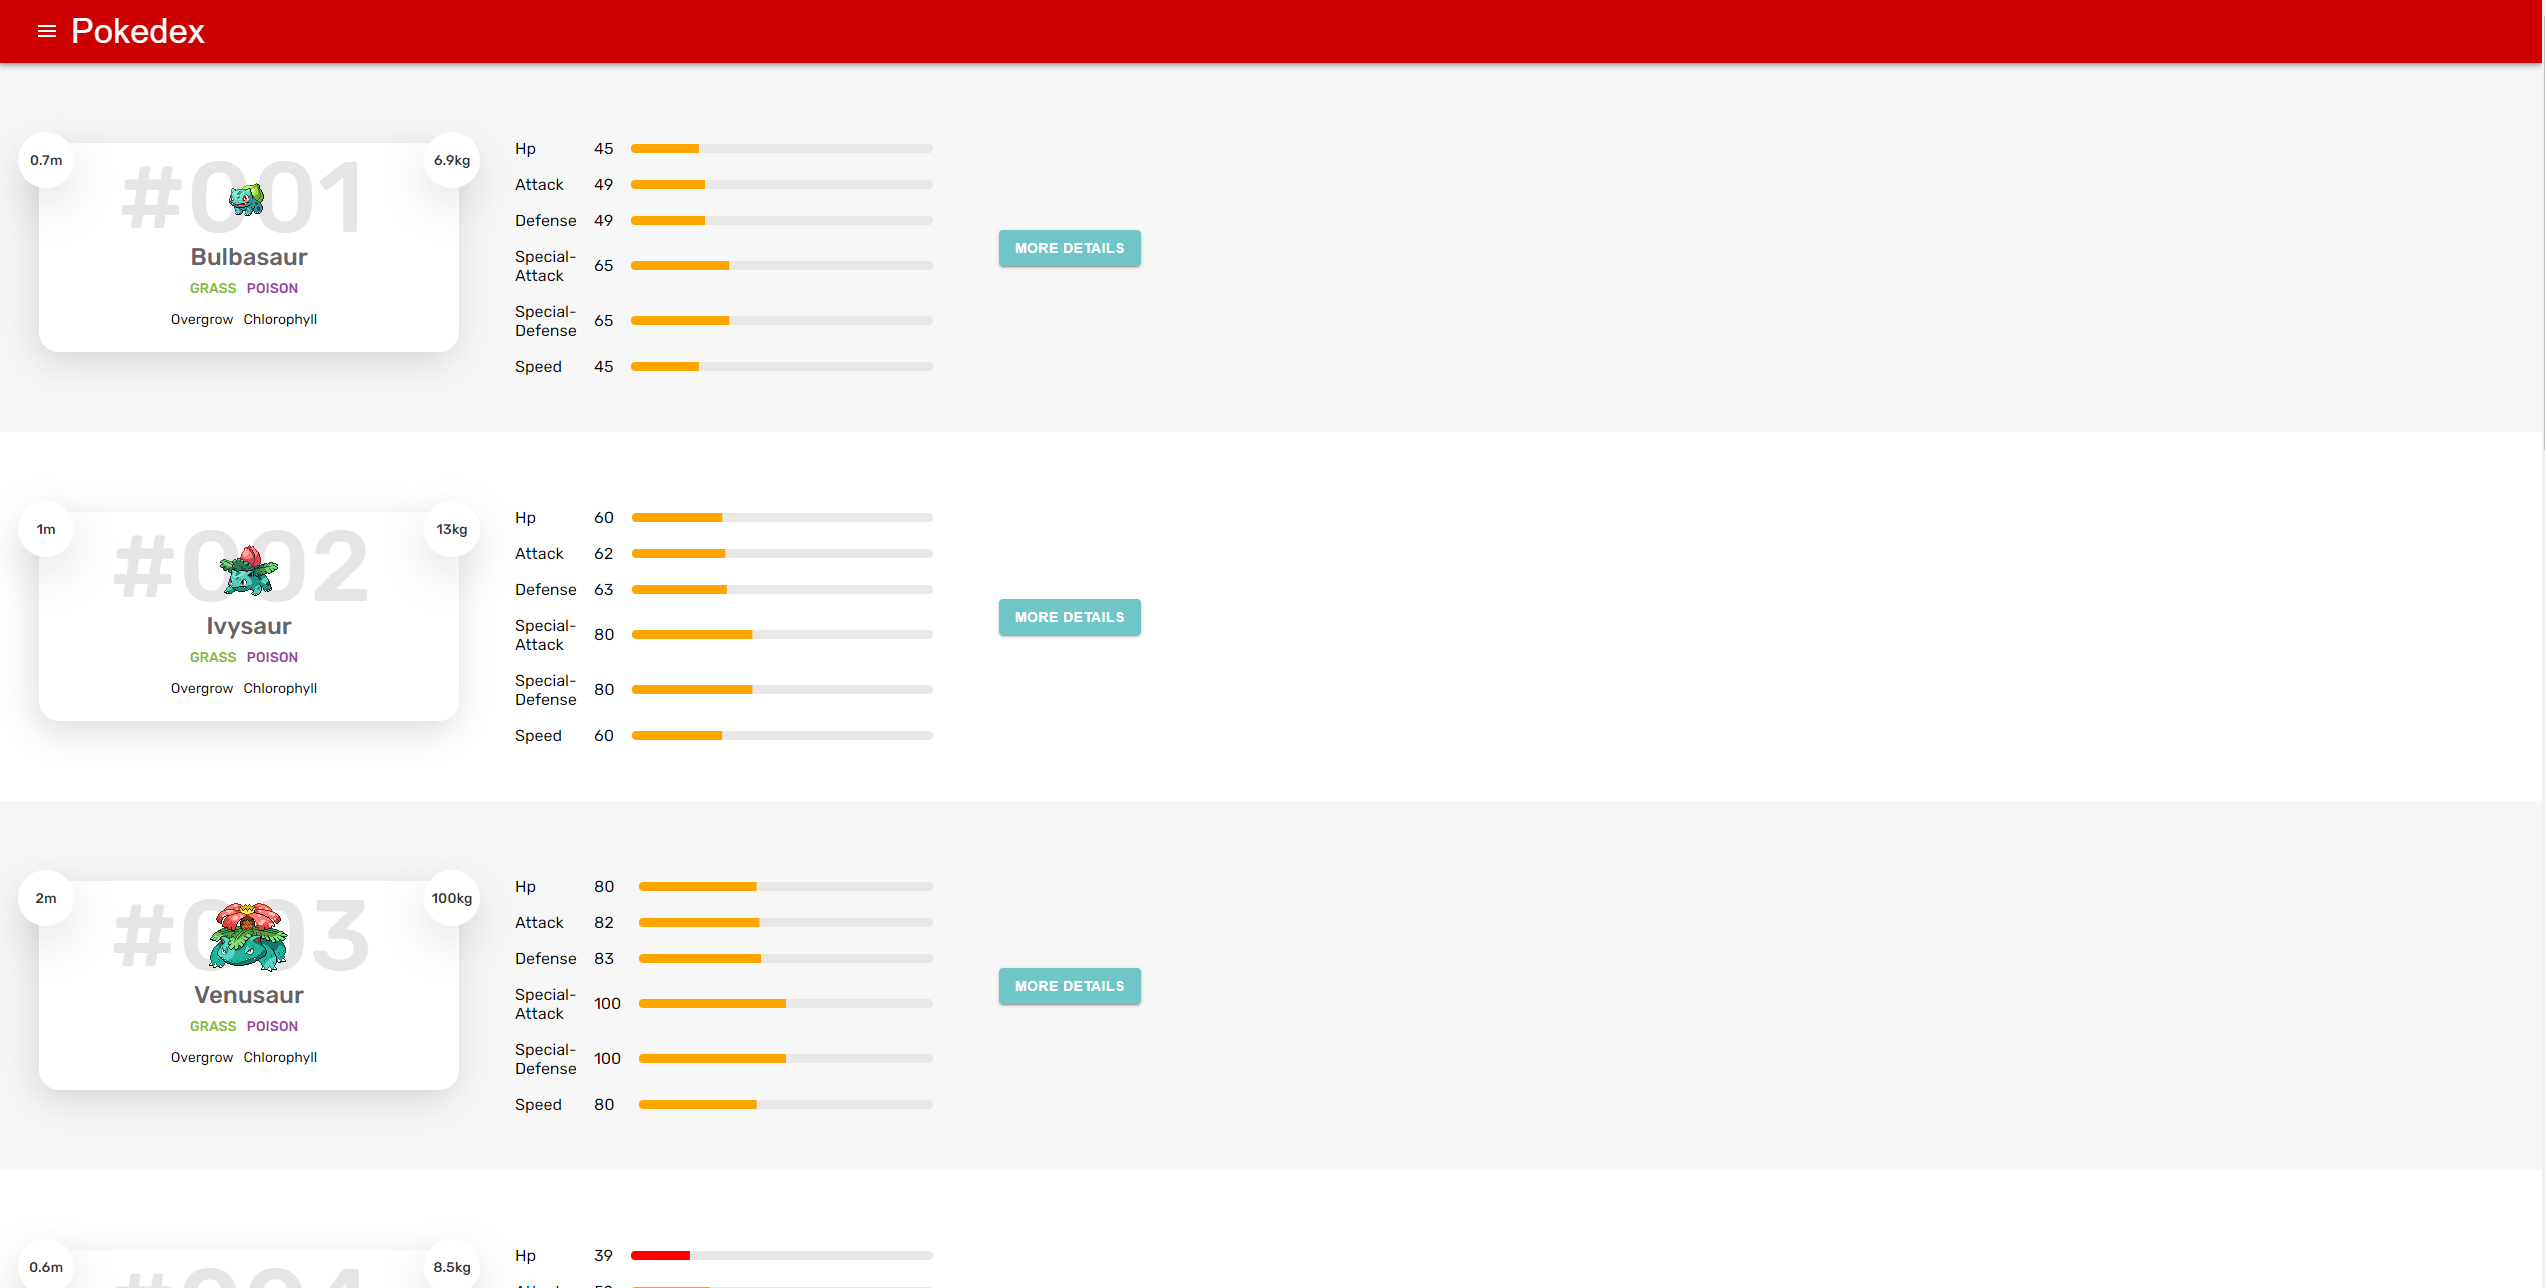 Pokedex
0.7m
6.9kg
#001
Bulbasaur
GRASS POISON
Overgrow Chlorophyll
Hp 45
Attack 49
Defense 49
Special-
Attack 65
Special-
Defense 65
Speed 45
MORE DETAILS
1m
13kg
#002
Ivysaur
GRASS POISON
Overgrow Chlorophyll
Hp 60
Attack 62
Defense 63
Special-
Attack 80
Special-
Defense 80
Speed 60
MORE DETAILS
2m
100kg
#003
Venusaur
GRASS POISON
Overgrow Chlorophyll
Hp 80
Attack 82
Defense 83
Special-
Attack 100
Special-
Defense 100
Speed 80
MORE DETAILS
0.6m
8.5kg
#004
Hp 39